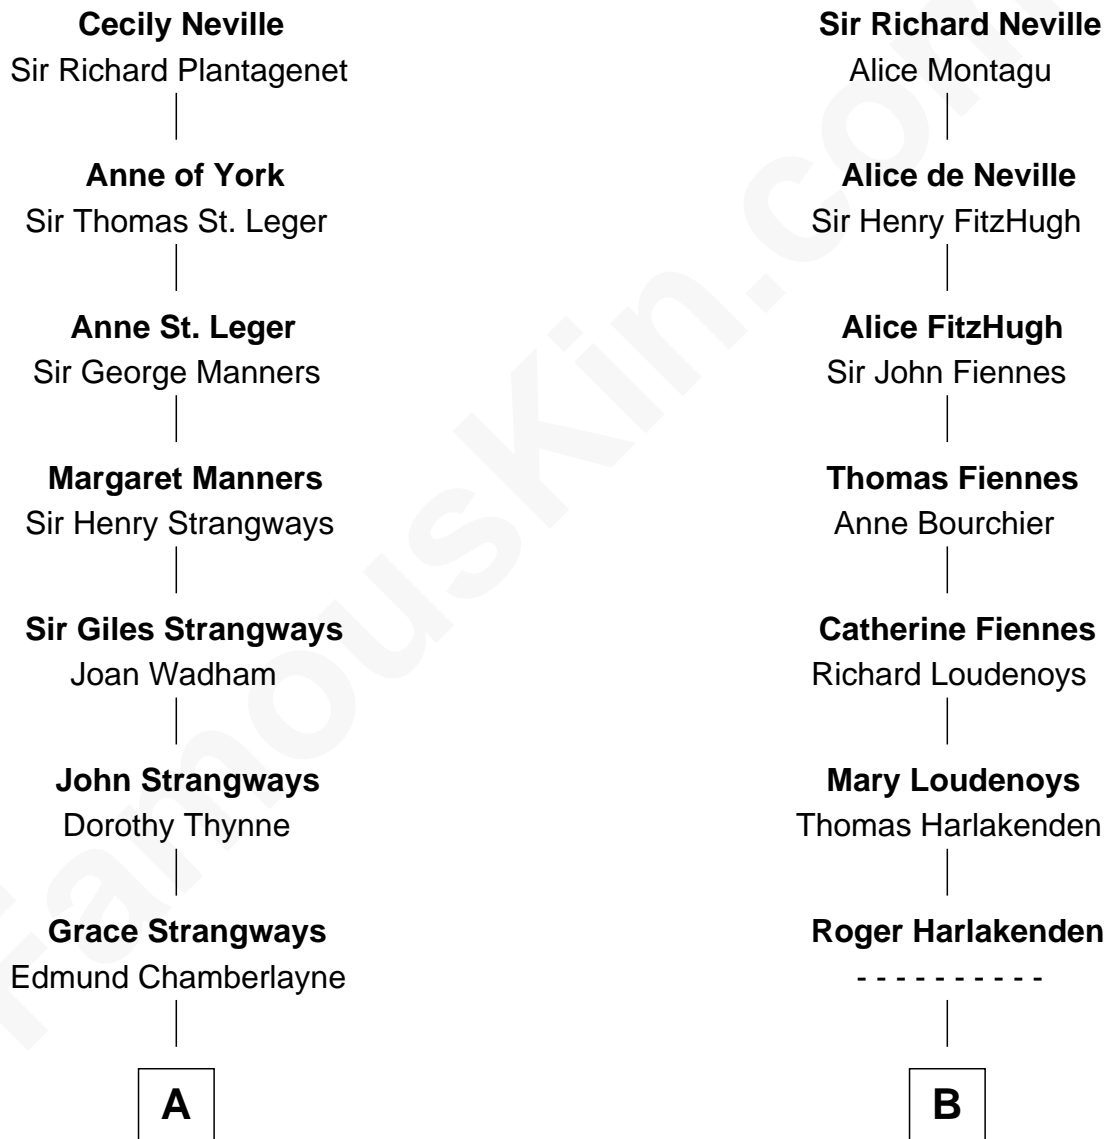 Cecily Neville
Sir Richard Plantagenet
Anne of York
Sir Thomas St. Leger
Anne St. Leger
Sir George Manners
Margaret Manners
Sir Henry Strangways
Sir Giles Strangways
Joan Wadham
John Strangways
Dorothy Thynne
Grace Strangways
Edmund Chamberlayne
A
Sir Richard Neville
Alice Montagu
Alice de Neville
Sir Henry FitzHugh
Alice FitzHugh
Sir John Fiennes
Thomas Fiennes
Anne Bourchier
Catherine Fiennes
Richard Loudenoys
Mary Loudenoys
Thomas Harlakenden
Roger Harlakenden
- - - - - - - - - -
B
FamousKin.com